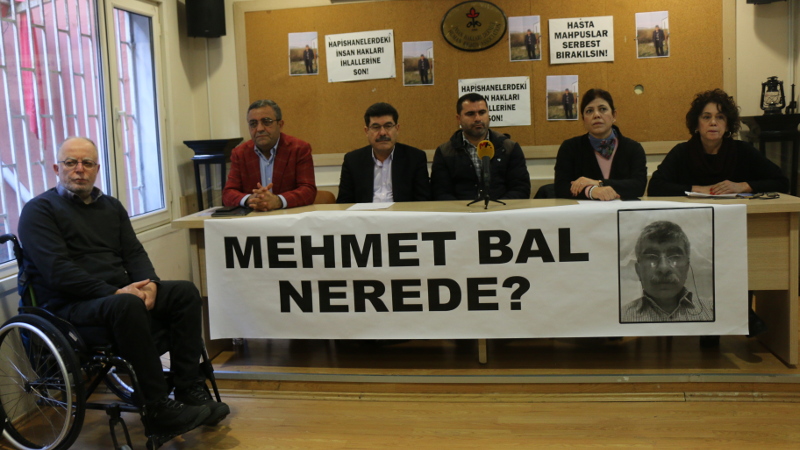 HAPİSHANELERDEKİ
İNSAN HAKLARI
İHLALLERİNE
SON!
HASTA
MAHPUSLAR
SERBEST
BIRAKILSIN!
HAPİSHANELERDEKİ
İNSAN HAKLARI
İHLALLERİNE
SON!
MEHMET BAL
NEREDE?